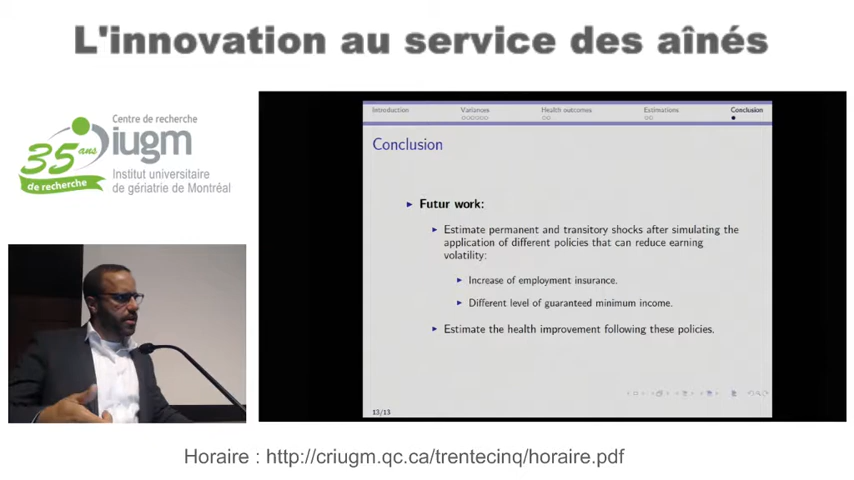 L'innovation au service des aînés
Centre de recherche
iugm
35 ans
de recherche
Institut universitaire
de gériatrie de Montréal
Introduction
Variances
Health outcomes
Estimations
Conclusion
Conclusion
Futur work:
Estimate permanent and transitory shocks after simulating the
application of different policies that can reduce earning
volatility:
Increase of employment insurance.
Different level of guaranteed minimum income.
Estimate the health improvement following these policies.
13/13
Horaire : http://criugm.qc.ca/trentecinq/horaire.pdf